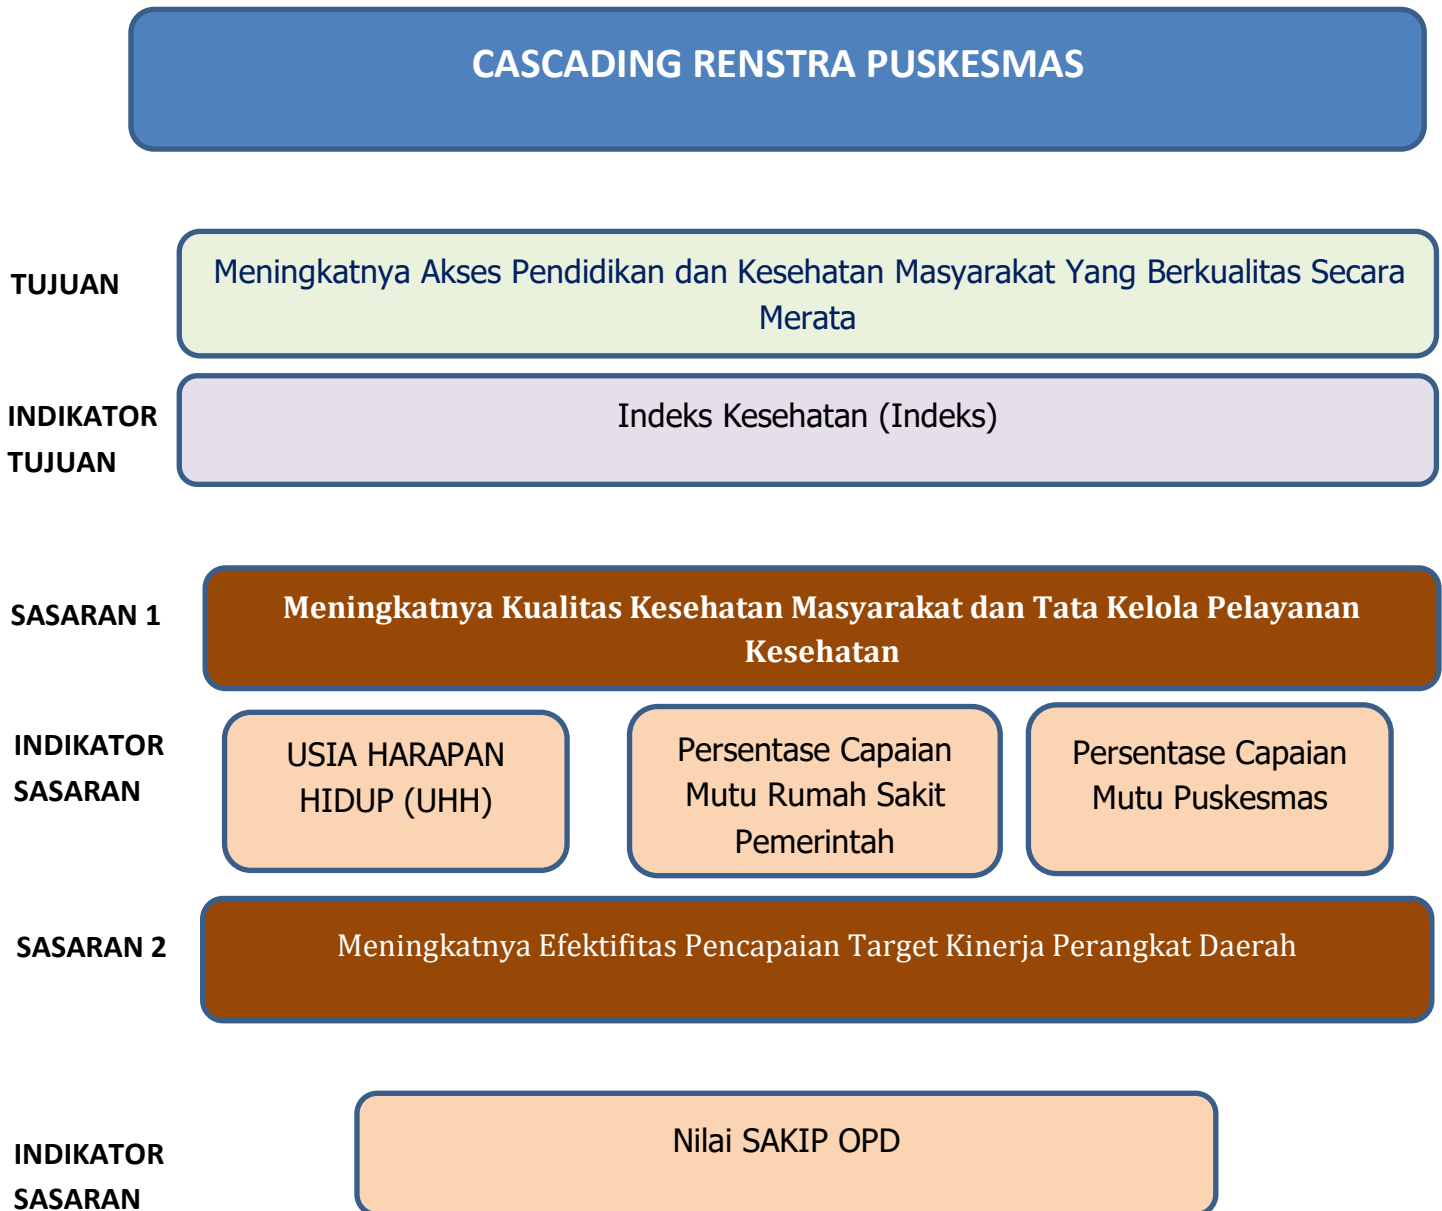 CASCADING RENSTRA PUSKESMAS
TUJUAN
Meningkatnya Akses Pendidikan dan Kesehatan Masyarakat Yang Berkualitas Secara
Merata
INDIKATOR
TUJUAN
Indeks Kesehatan (Indeks)
SASARAN 1
Meningkatnya Kualitas Kesehatan Masyarakat dan Tata Kelola Pelayanan
Kesehatan
INDIKATOR
SASARAN
USIA HARAPAN
HIDUP (UHH)
Persentase Capaian
Mutu Rumah Sakit
Pemerintah
Persentase Capaian
Mutu Puskesmas
SASARAN 2
Meningkatnya Efektifitas Pencapaian Target Kinerja Perangkat Daerah
INDIKATOR
SASARAN
Nilai SAKIP OPD